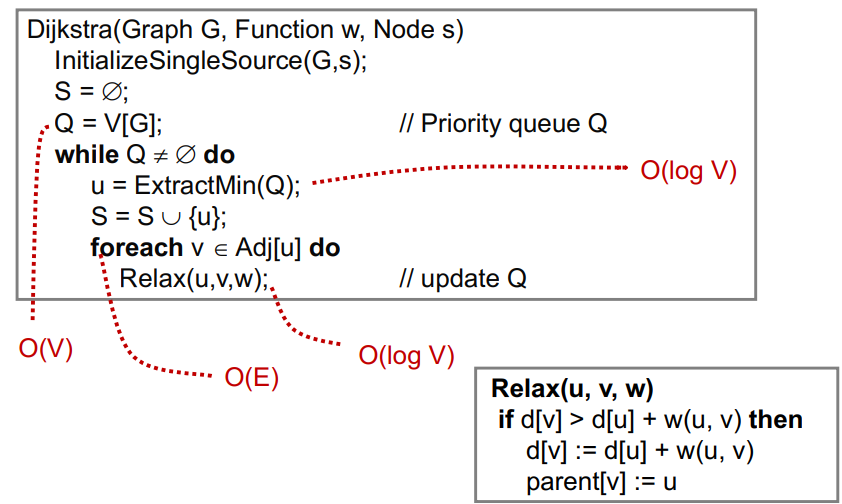 Dijkstra(Graph G, Function w, Node s)
InitializeSingleSource(G,s);
S = ∅;
Q = V[G]; // Priority queue Q
while Q ≠ ∅ do
u = ExtractMin(Q);
O(log V)
S = S ∪ {u};
foreach v ∈ Adj[u] do
Relax(u,v,w); // update Q
O(V)
O(E)
O(log V)
Relax(u, v, w)
if d[v] > d[u] + w(u, v) then
d[v] := d[u] + w(u, v)
parent[v] := u